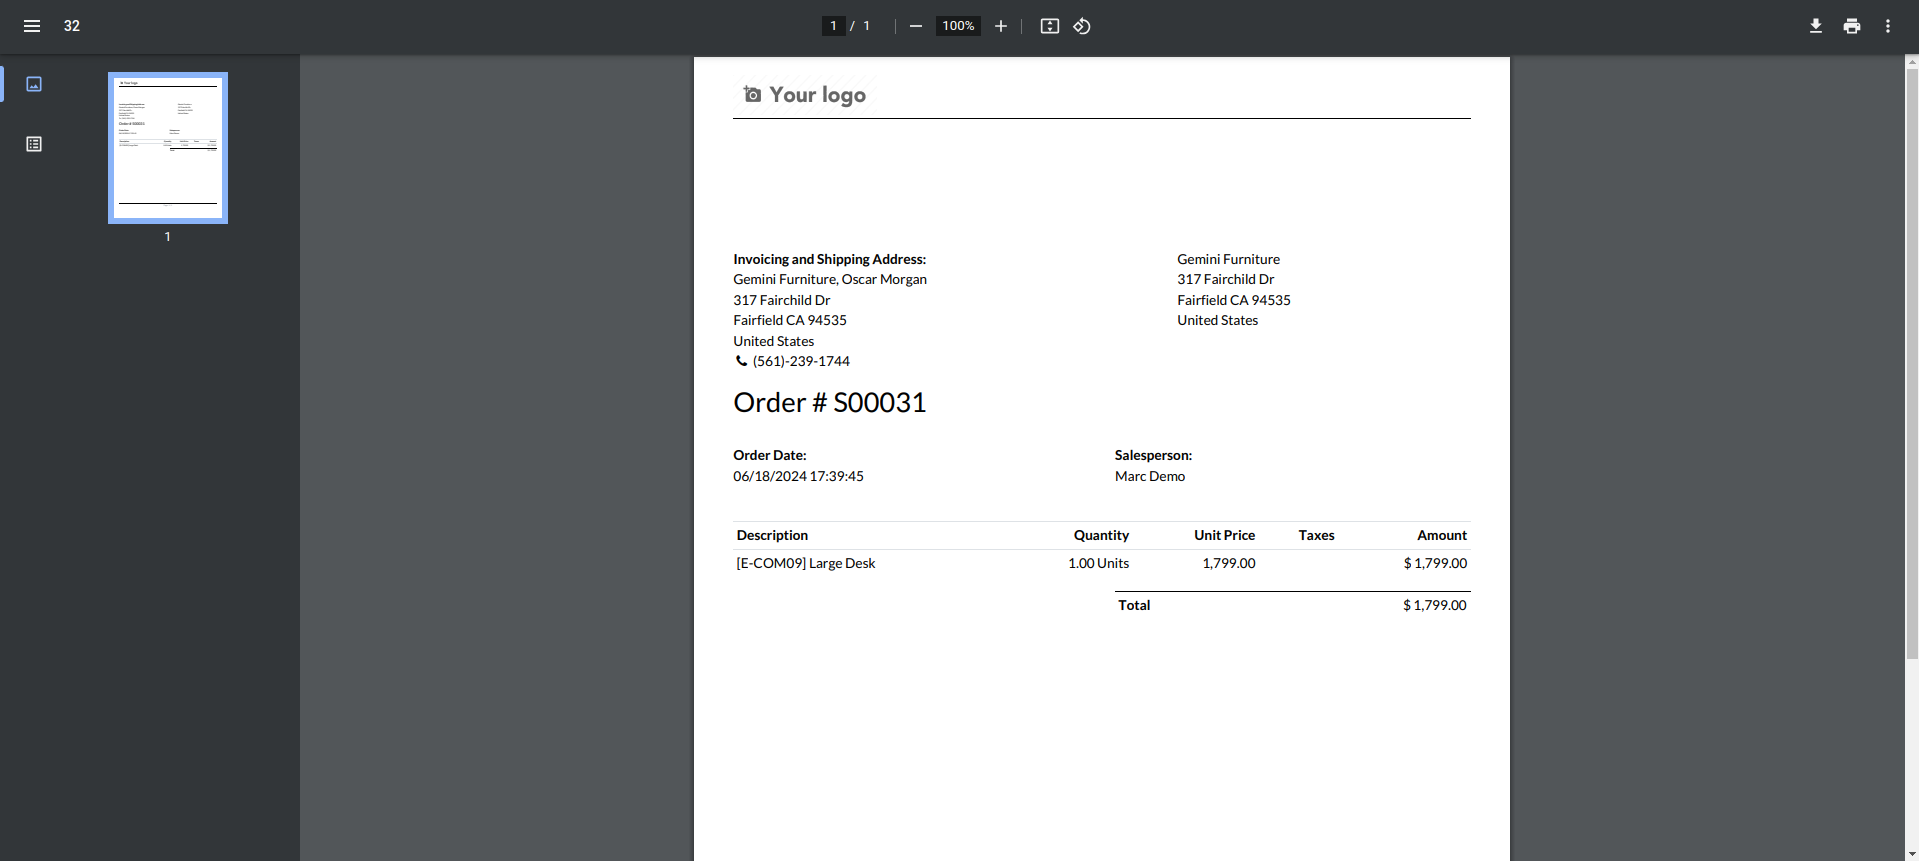 32
1 / 1
100%
1
Your logo
Invoicing and Shipping Address:
Gemini Furniture, Oscar Morgan
317 Fairchild Dr
Fairfield CA 94535
United States
(561)-239-1744
Gemini Furniture
317 Fairchild Dr
Fairfield CA 94535
United States
Order # S00031
Order Date:
06/18/2024 17:39:45
Salesperson:
Marc Demo
Description Quantity Unit Price Taxes Amount
[E-COM09] Large Desk 1.00 Units 1,799.00 $ 1,799.00
Total $ 1,799.00